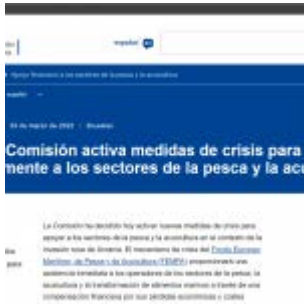 español
Apoyo financiero a los sectores de la pesca y la acuicultura
español
25 de marzo de 2022 Bruselas
Comisión activa medidas de crisis para
mente a los sectores de la pesca y la acu
La Comisión ha decidido hoy activar nuevas medidas de crisis para
apoyar a los sectores de la pesca y la acuicultura en el contexto de la
invasión rusa de Ucrania. El mecanismo de crisis del Fondo Europeo
Marítimo, de Pesca y de Acuicultura (FEMPA) proporcionará una
asistencia inmediata a los operadores de los sectores de la pesca, la
acuicultura y la transformación de alimentos marinos a través de una
compensación financiera por sus pérdidas económicas y costes
para